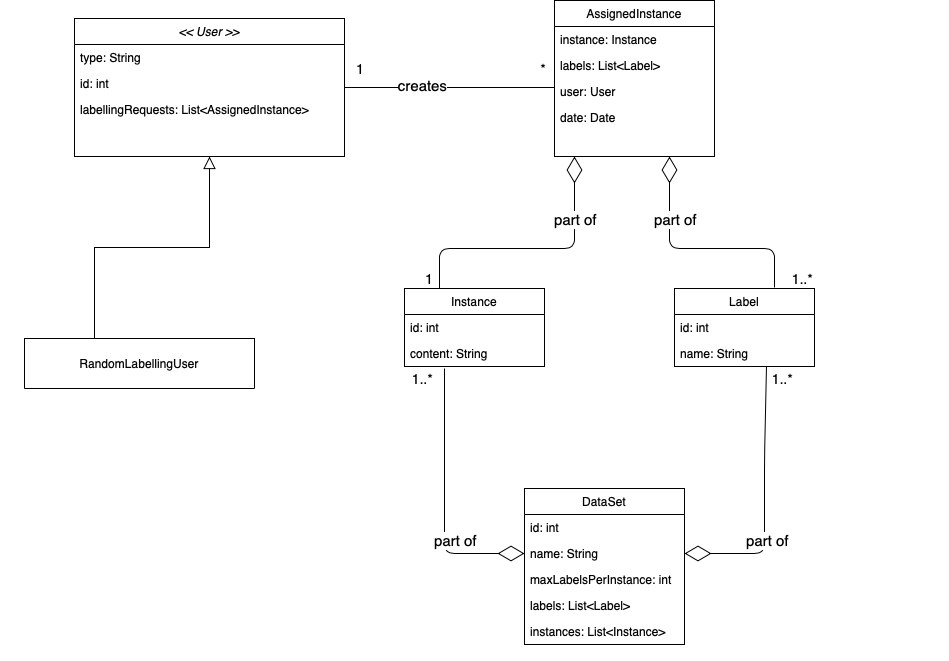 << User >>
type: String
id: int
labellingRequests: List<AssignedInstance>
1
creates
*
AssignedInstance
instance: Instance
labels: List<Label>
user: User
date: Date
part of
part of
1
1..*
Instance
id: int
content: String
1..*
Label
id: int
name: String
1..*
RandomLabellingUser
part of
part of
DataSet
id: int
name: String
maxLabelsPerInstance: int
labels: List<Label>
instances: List<Instance>